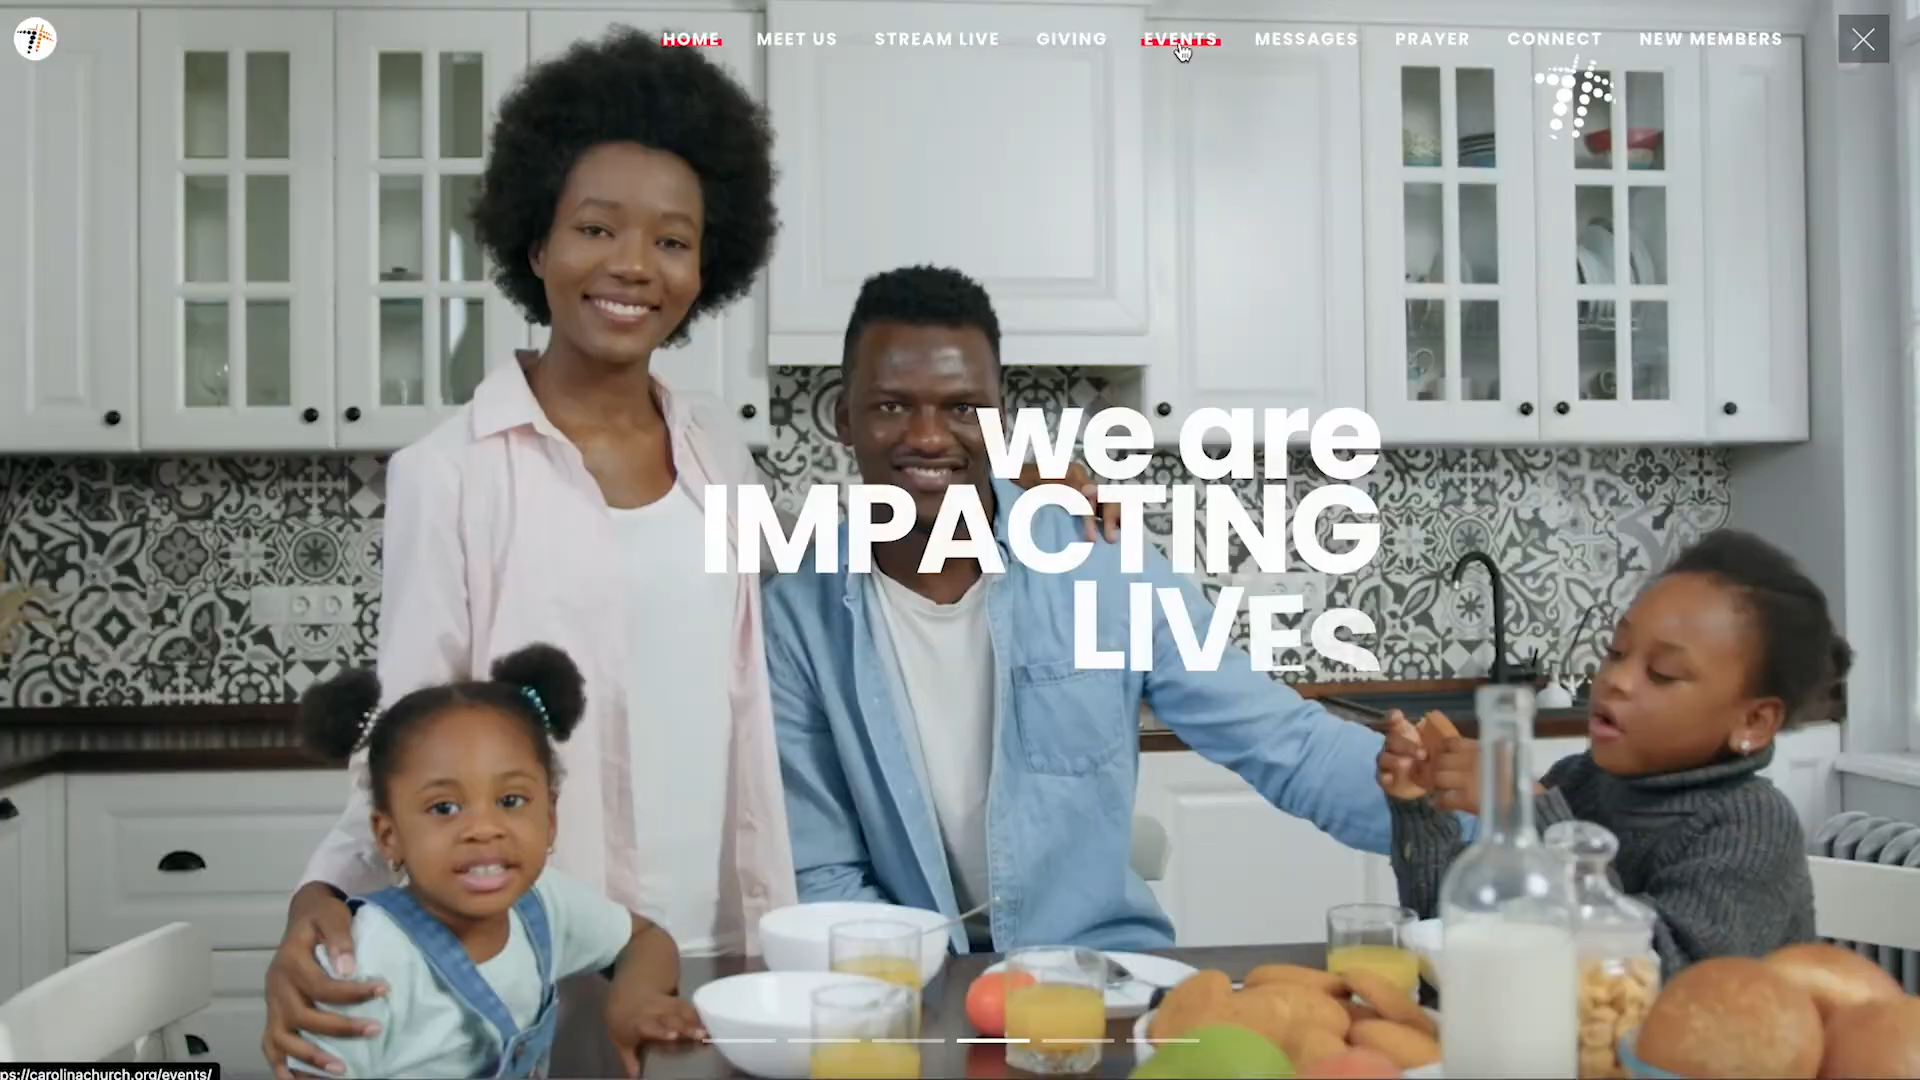 HOME MEET US STREAM LIVE GIVING EVENTS MESSAGES PRAYER CONNECT NEW MEMBERS
we are
IMPACTING
LIVES
ps://carolinachurch.org/events/